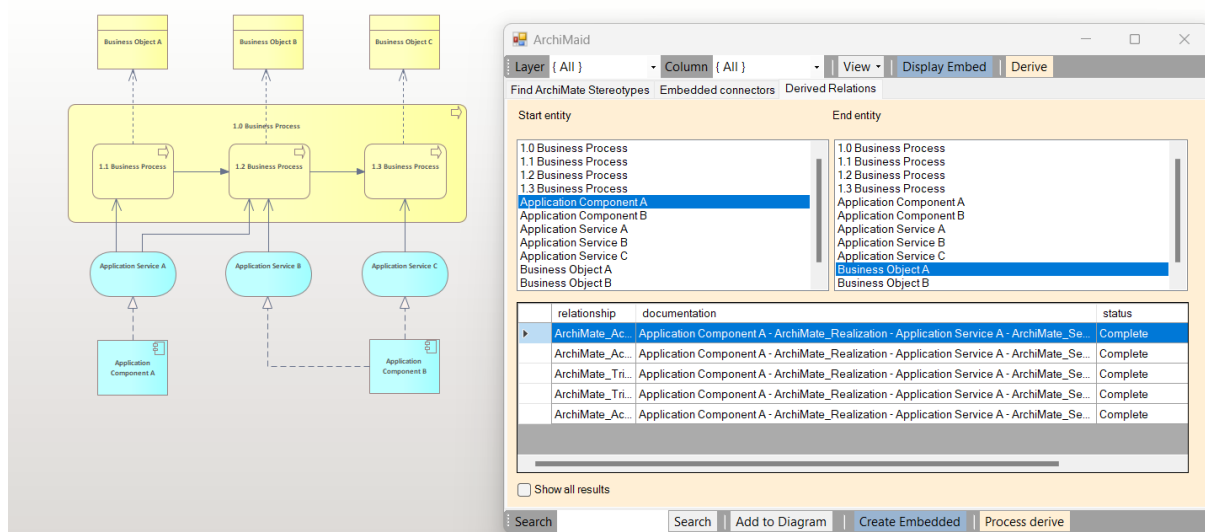 Business Object A
Business Object B
Business Object C
1.0 Business Process
1.1 Business Process
1.2 Business Process
1.3 Business Process
Application Service A
Application Service B
Application Service C
Application
Component A
Application
Component B
ArchiMaid
Layer { All } Column { All } View Display Embed Derive
Find ArchiMate Stereotypes Embedded connectors Derived Relations
Start entity
1.0 Business Process
1.1 Business Process
1.2 Business Process
1.3 Business Process
Application Component A
Application Component B
Application Service A
Application Service B
Application Service C
Business Object A
Business Object B
End entity
1.0 Business Process
1.1 Business Process
1.2 Business Process
1.3 Business Process
Application Component A
Application Component B
Application Service A
Application Service B
Application Service C
Business Object A
Business Object B
relationship documentation status
ArchiMate_Ac... Application Component A - ArchiMate_Realization - Application Service A - ArchiMate_Se... Complete
ArchiMate_Ac... Application Component A - ArchiMate_Realization - Application Service A - ArchiMate_Se... Complete
ArchiMate_Tri... Application Component A - ArchiMate_Realization - Application Service A - ArchiMate_Se... Complete
ArchiMate_Tri... Application Component A - ArchiMate_Realization - Application Service A - ArchiMate_Se... Complete
ArchiMate_Ac... Application Component A - ArchiMate_Realization - Application Service A - ArchiMate_Se... Complete
Show all results
Search Search Add to Diagram Create Embedded Process derive